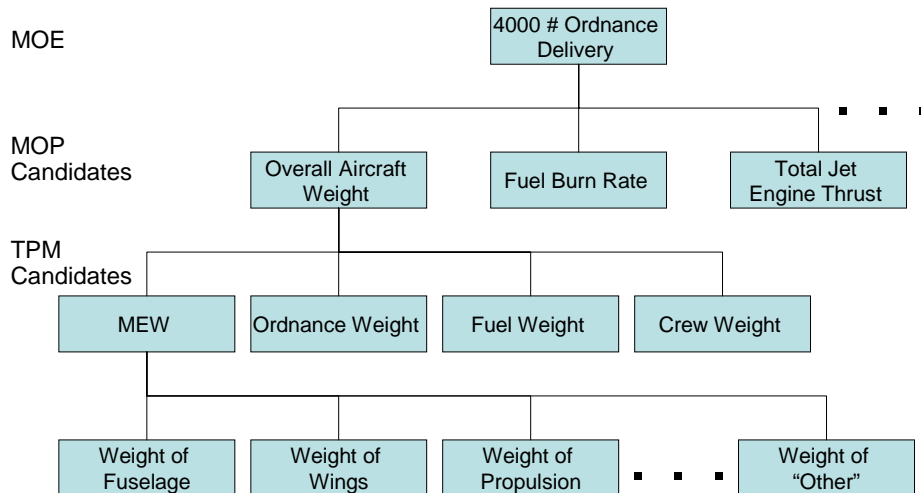 MOE
4000 # Ordnance
Delivery
MOP
Candidates
Overall Aircraft
Weight
Fuel Burn Rate
Total Jet
Engine Thrust
TPM
Candidates
MEW
Ordnance Weight
Fuel Weight
Crew Weight
Weight of
Fuselage
Weight of
Wings
Weight of
Propulsion
Weight of
“Other”